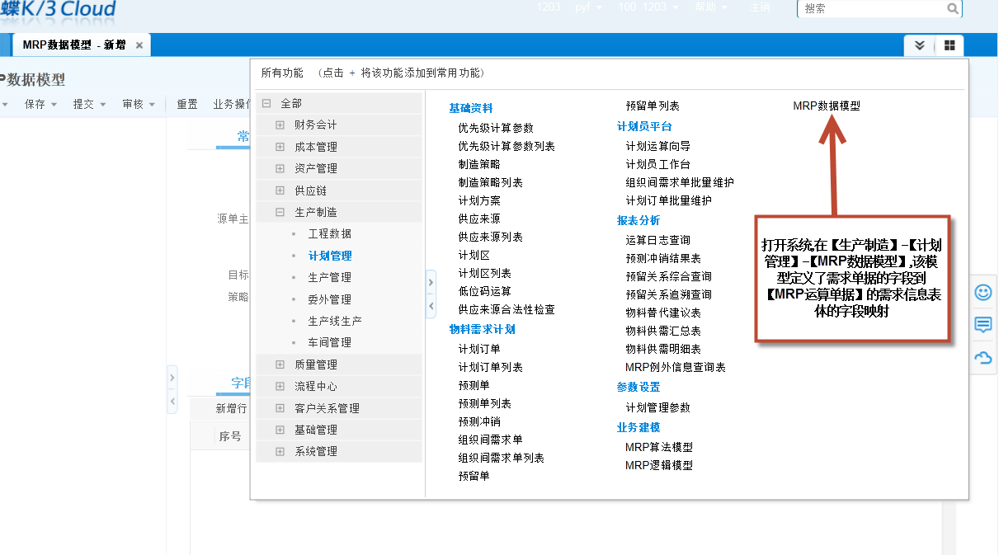 蝶K/3 Cloud
1203 pyl 100 1203 帮助 注销
搜索
MRP数据模型 - 新增 ×
P数据模型
保存 提交 审核 重置 业务操作
所有功能 (点击 + 将该功能添加到常用功能)
全部
财务会计
成本管理
资产管理
供应链
生产制造
工程数据
计划管理
生产管理
委外管理
生产线生产
车间管理
质量管理
流程中心
客户关系管理
基础管理
系统管理
基础资料
优先级计算参数
优先级计算参数列表
制造策略
制造策略列表
计划方案
供应来源
供应来源列表
计划区
计划区列表
低位码运算
供应来源合法性检查
物料需求计划
计划订单
计划订单列表
预测单
预测单列表
预测冲销
组织间需求单
组织间需求单列表
预留单
预留单列表
计划员平台
计划运算向导
计划员工作台
组织间需求单批量维护
计划订单批量维护
报表分析
运算日志查询
预测冲销结果表
预留关系综合查询
预留关系追溯查询
物料替代建议表
物料供需汇总表
物料供需明细表
MRP例外信息查询表
参数设置
计划管理参数
业务建模
MRP算法模型
MRP逻辑模型
MRP数据模型
打开系统,在【生产制造】-【计划
管理】-【MRP数据模型】,该模
型定义了需求单据的字段到
【MRP运算单据】的需求信息表
体的字段映射
常
源单主
目标
策略
字段
新增行
序号